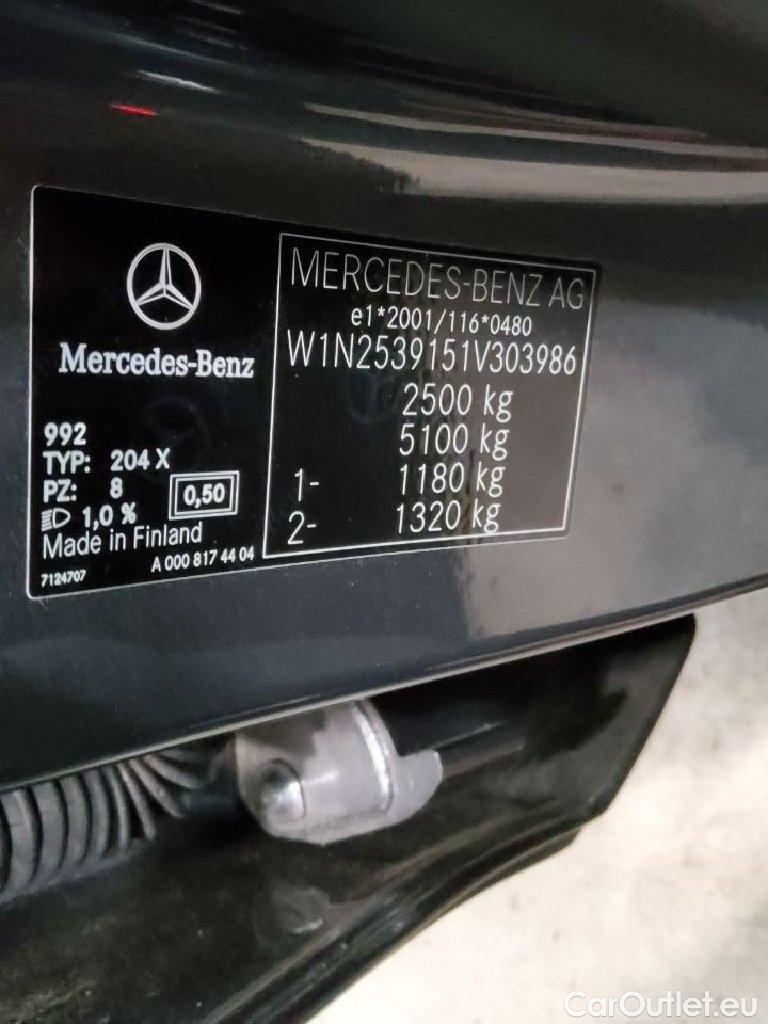 Mercedes-Benz
992
TYP: 204 X
PZ: 8
0,50
1,0 %
Made in Finland
7124707
A 000 817 44 04
MERCEDES-BENZ AG
e1*2001/116*0480
W1N2539151V303986
2500 kg
5100 kg
1- 1180 kg
2- 1320 kg
CarOutlet.eu